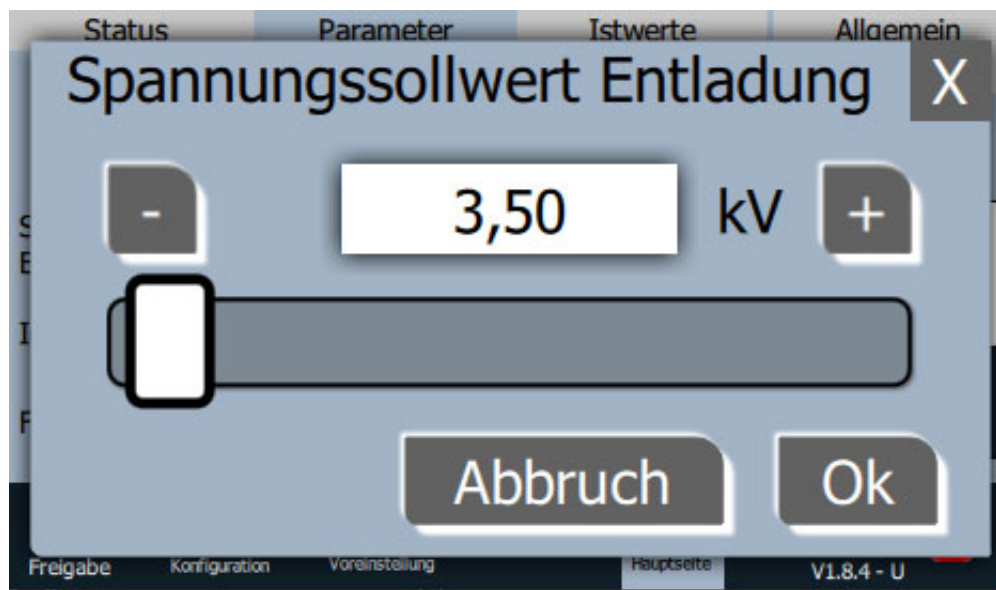 Status Parameter Istwerte Allgemein
Spannungssollwert Entladung X
- 3,50 kV +
Abbruch Ok
Freigabe Konfiguration Voreinstellung Hauptseite V1.8.4 - U